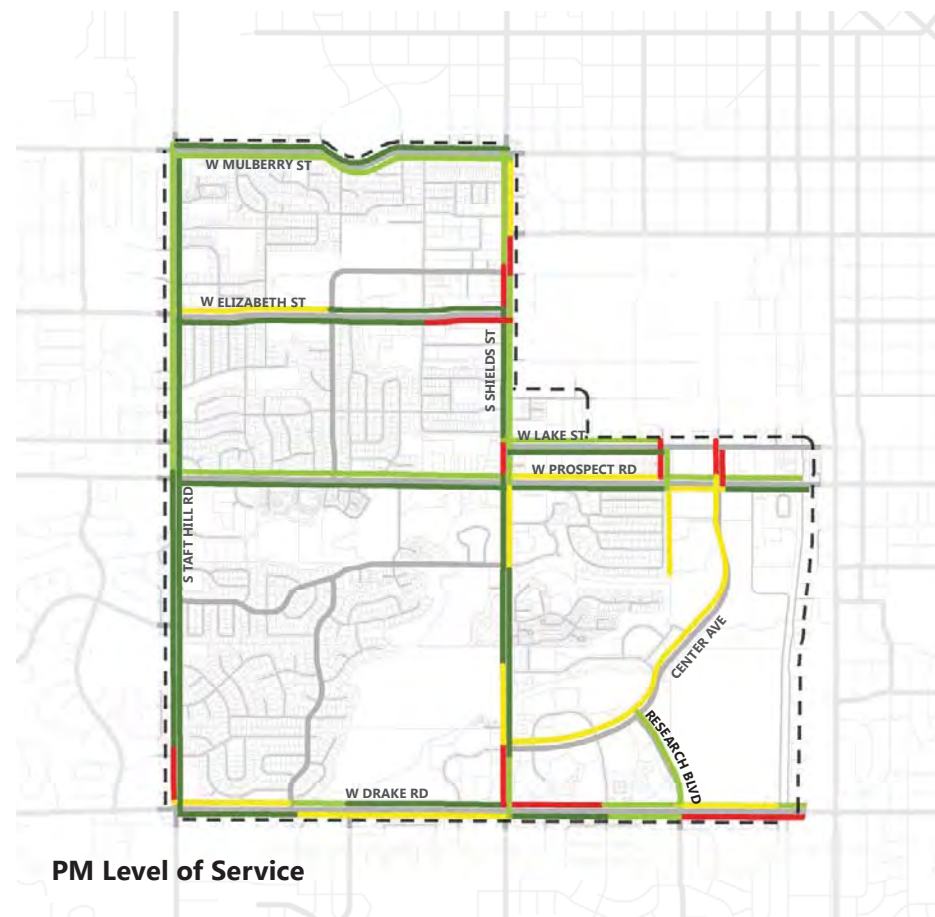 W MULBERRY ST
W ELIZABETH ST
S SHIELDS ST
W LAKE ST
W PROSPECT RD
S TAFT HILL RD
CENTER AVE
RESEARCH BLVD
W DRAKE RD
PM Level of Service